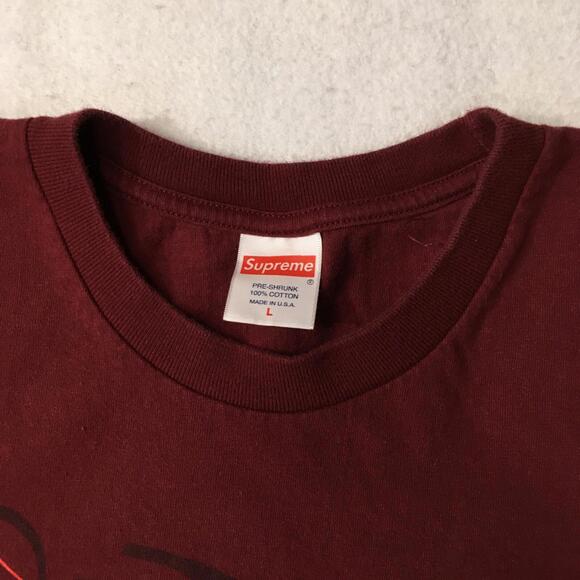 Supreme
®
PRE-SHRUNK
100% COTTON
MADE IN U.S.A.
L